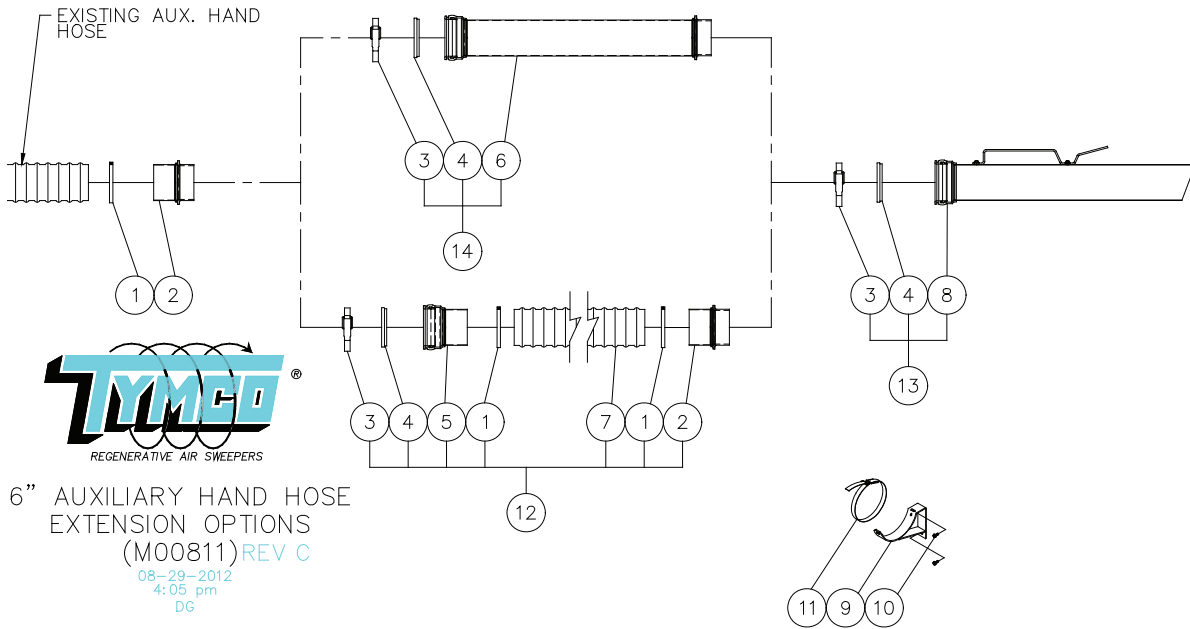 EXISTING AUX. HAND
HOSE
3 4 6
14
1 2
3 4 8
13
3 4 5 1 7 1 2
12
TYMCO ®
REGENERATIVE AIR SWEEPERS
6” AUXILIARY HAND HOSE
EXTENSION OPTIONS
(M00811) REV C
08-29-2012
4:05 pm
DG
11 9 10